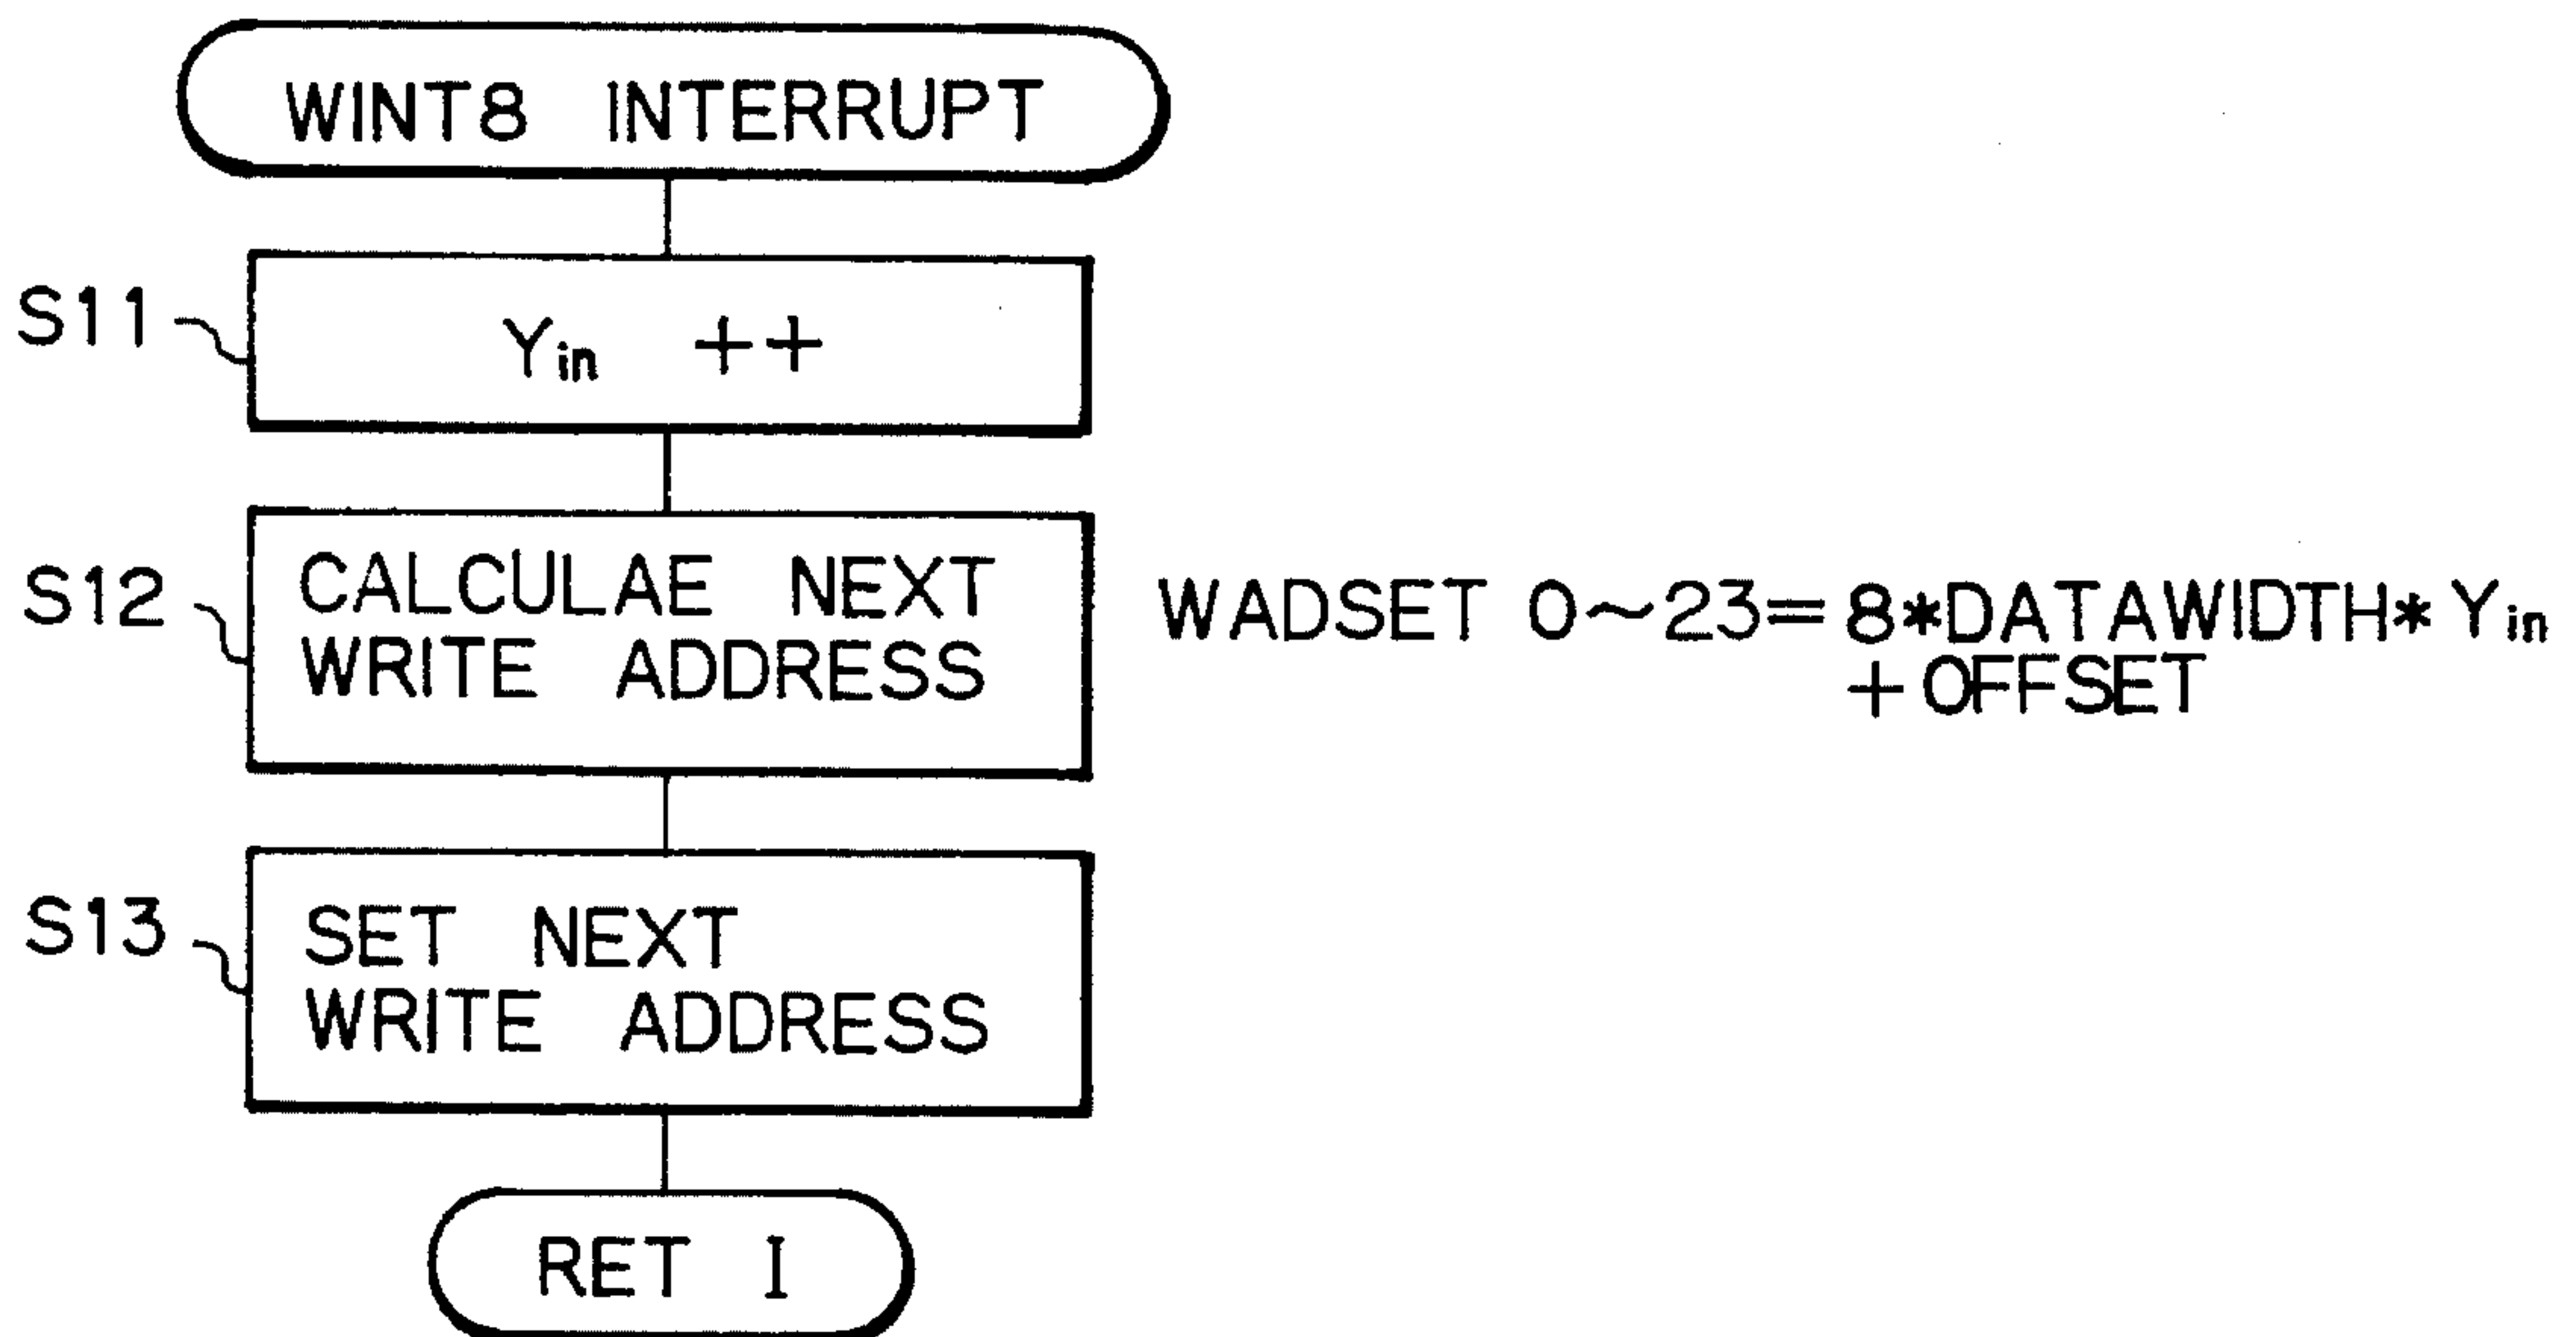 WINT8 INTERRUPT
S11
Yin ++
S12
CALCULAE NEXT
WRITE ADDRESS
WADSET 0~23=8*DATAWIDTH*Yin
+OFFSET
S13
SET NEXT
WRITE ADDRESS
RET I